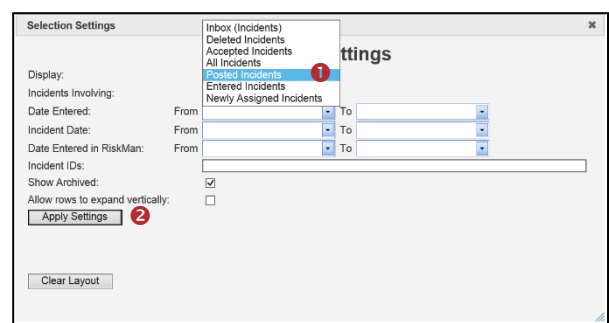 Selection Settings
Inbox (Incidents)
Deleted Incidents
Accepted Incidents
All Incidents
Posted Incidents 1
Entered Incidents
Newly Assigned Incidents
ttings
Display:
Incidents Involving:
Date Entered: From To
Incident Date: From To
Date Entered in RiskMan: From To
Incident IDs:
Show Archived:
Allow rows to expand vertically:
Apply Settings 2
Clear Layout